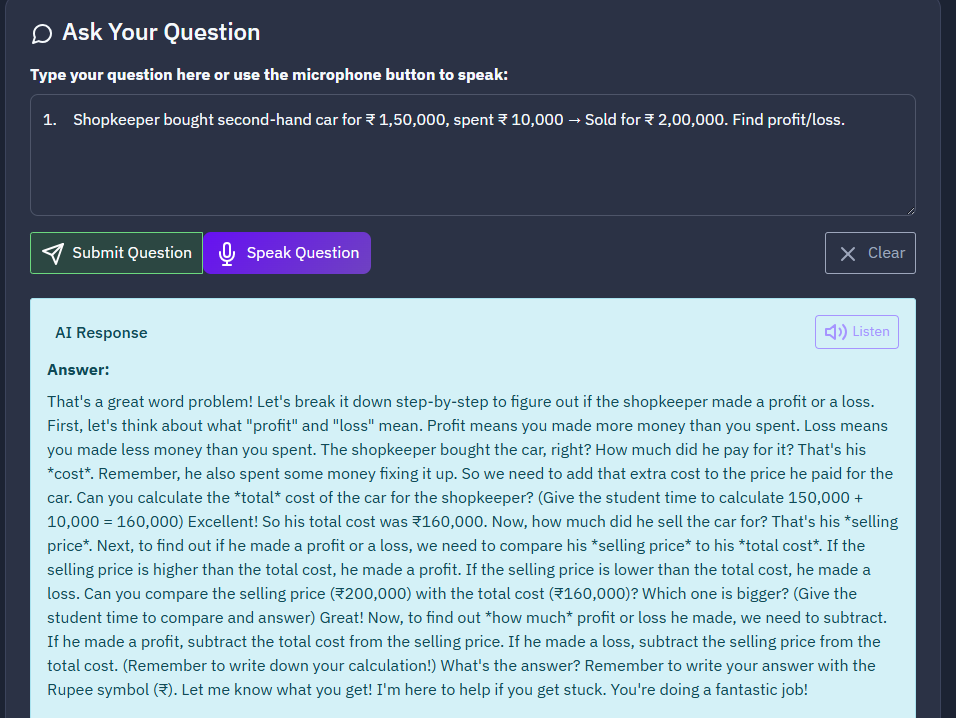 Ask Your Question
Type your question here or use the microphone button to speak:
1. Shopkeeper bought second-hand car for ₹ 1,50,000, spent ₹ 10,000 → Sold for ₹ 2,00,000. Find profit/loss.
Submit Question
Speak Question
Clear
AI Response
Listen
Answer:
That's a great word problem! Let's break it down step-by-step to figure out if the shopkeeper made a profit or a loss.
First, let's think about what "profit" and "loss" mean. Profit means you made more money than you spent. Loss means
you made less money than you spent. The shopkeeper bought the car, right? How much did he pay for it? That's his
*cost*. Remember, he also spent some money fixing it up. So we need to add that extra cost to the price he paid for the
car. Can you calculate the *total* cost of the car for the shopkeeper? (Give the student time to calculate 150,000 +
10,000 = 160,000) Excellent! So his total cost was ₹160,000. Now, how much did he sell the car for? That's his *selling
price*. Next, to find out if he made a profit or a loss, we need to compare his *selling price* to his *total cost*. If the
selling price is higher than the total cost, he made a profit. If the selling price is lower than the total cost, he made a
loss. Can you compare the selling price (₹200,000) with the total cost (₹160,000)? Which one is bigger? (Give the
student time to compare and answer) Great! Now, to find out *how much* profit or loss he made, we need to subtract.
If he made a profit, subtract the total cost from the selling price. If he made a loss, subtract the selling price from the
total cost. (Remember to write down your calculation!) What's the answer? Remember to write your answer with the
Rupee symbol (₹). Let me know what you get! I'm here to help if you get stuck. You're doing a fantastic job!